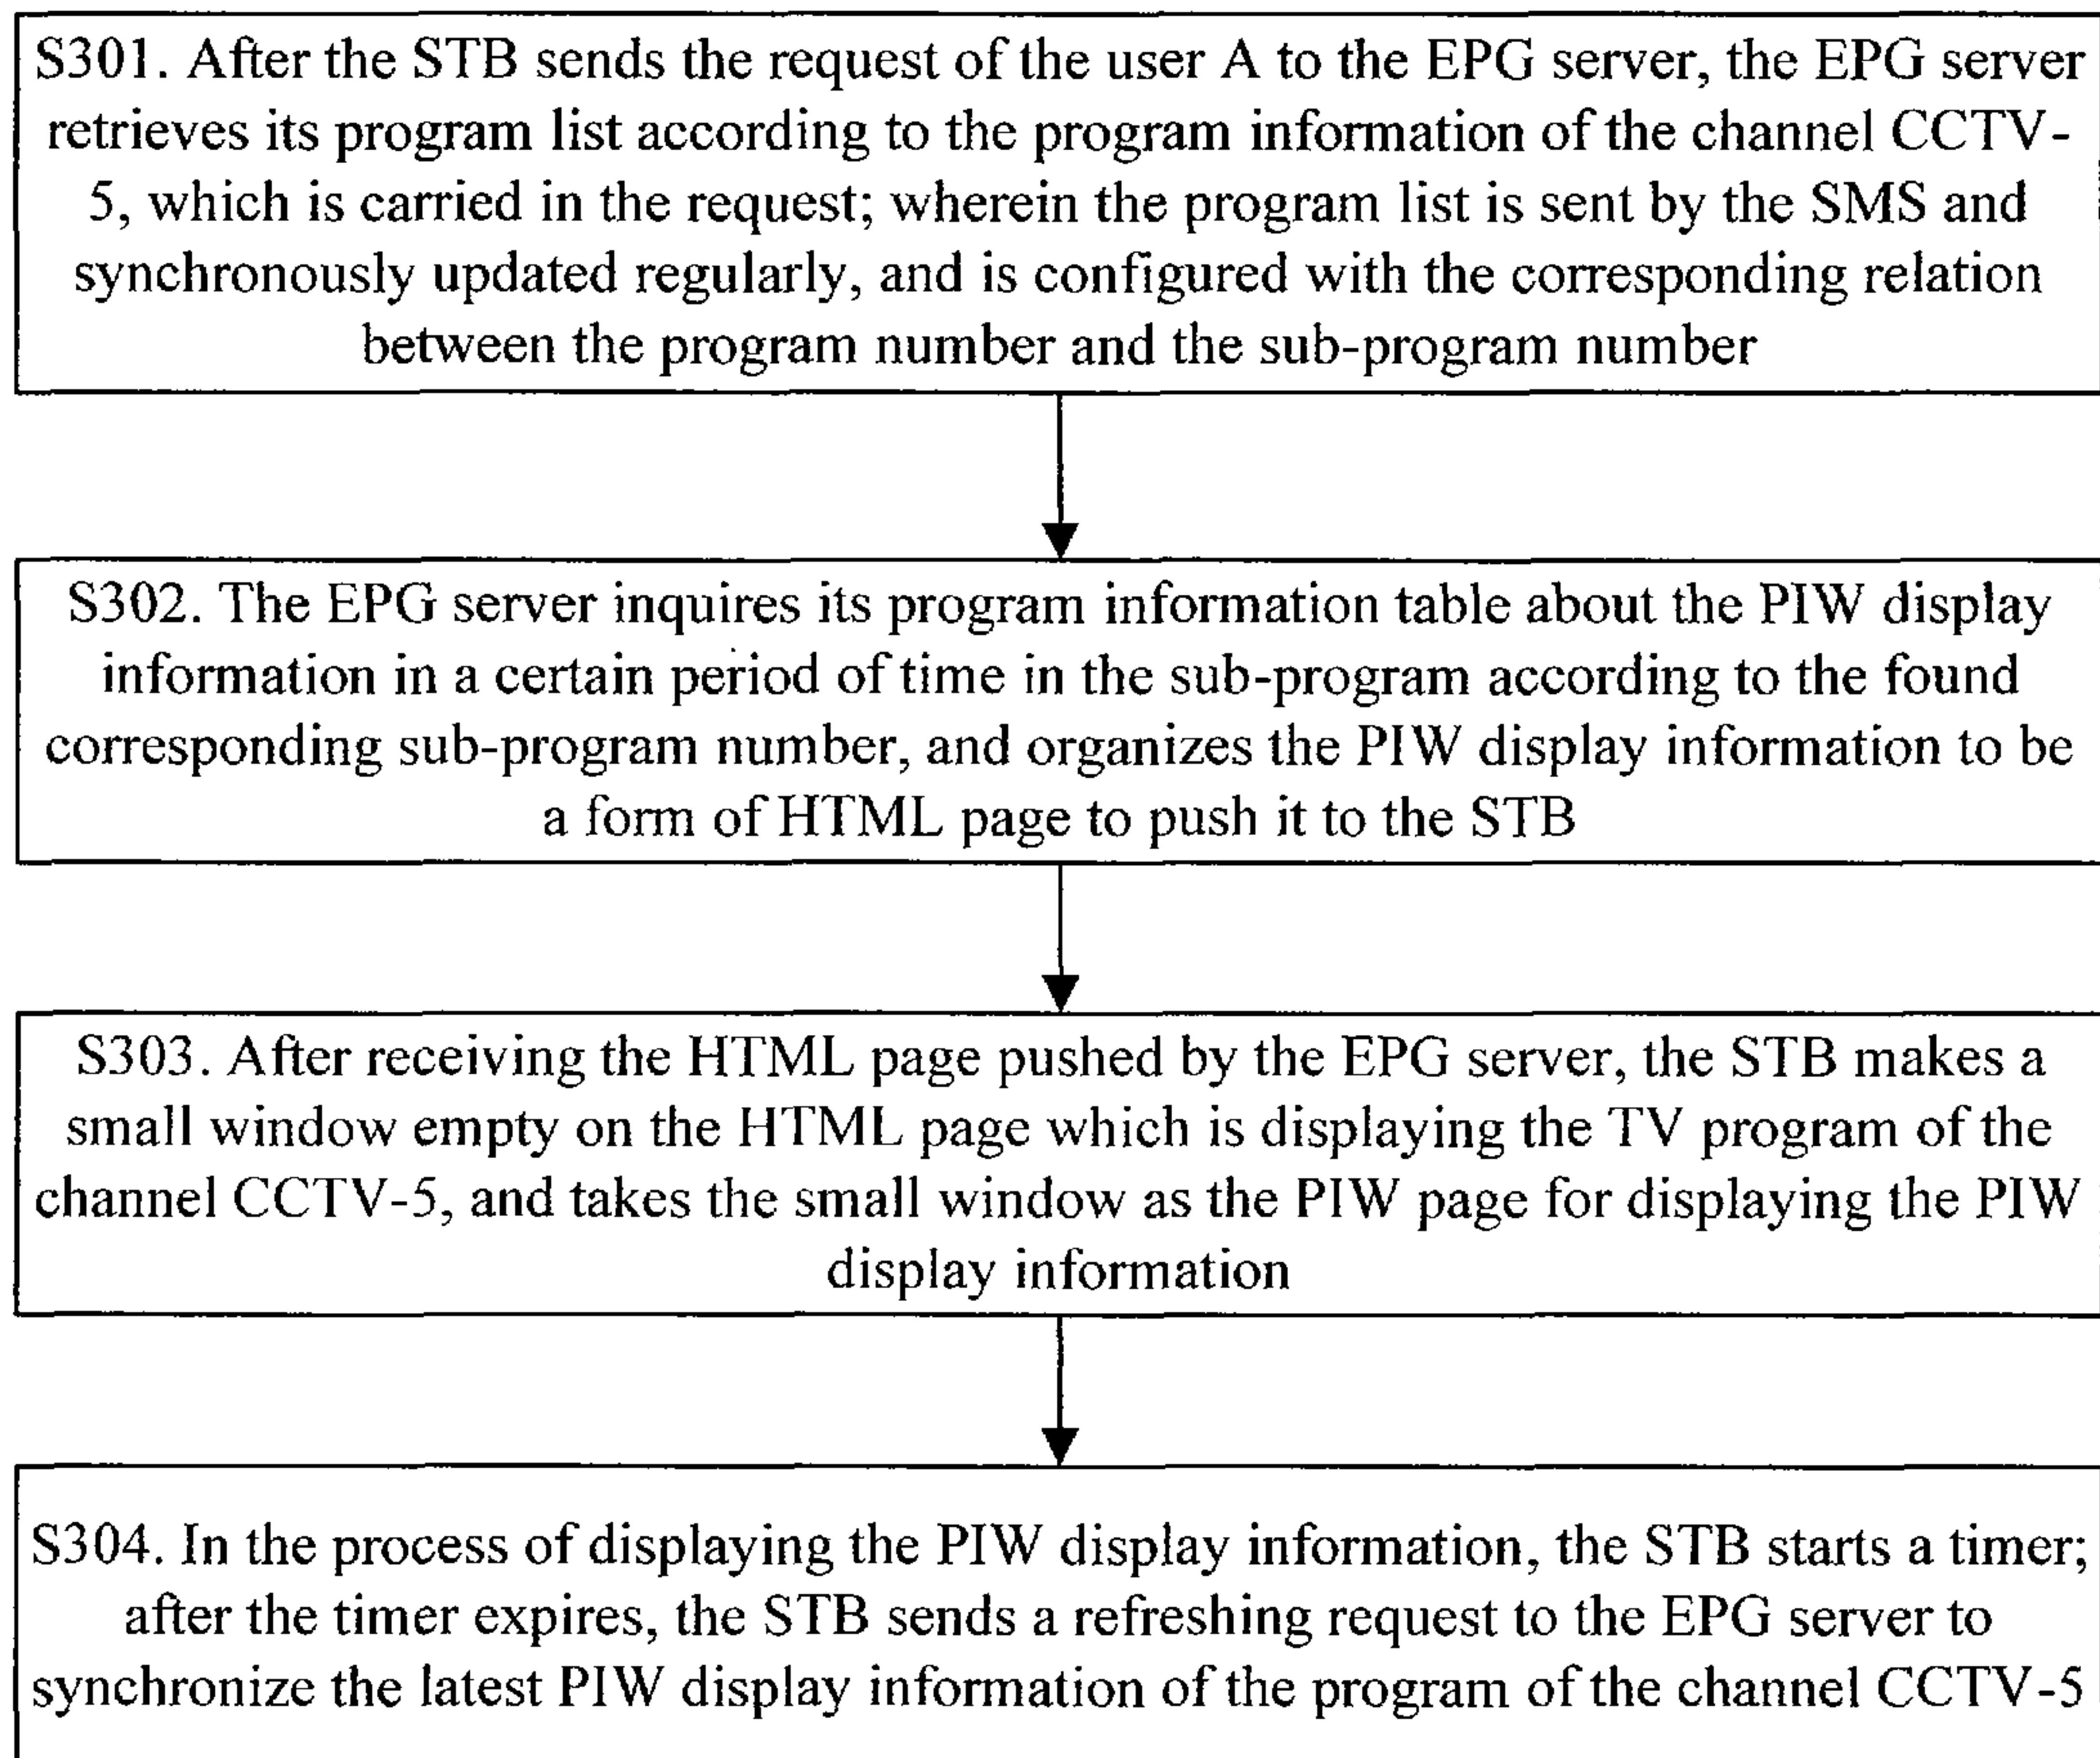 S301. After the STB sends the request of the user A to the EPG server, the EPG server
retrieves its program list according to the program information of the channel CCTV-
5, which is carried in the request; wherein the program list is sent by the SMS and
synchronously updated regularly, and is configured with the corresponding relation
between the program number and the sub-program number
S302. The EPG server inquires its program information table about the PIW display
information in a certain period of time in the sub-program according to the found
corresponding sub-program number, and organizes the PIW display information to be
a form of HTML page to push it to the STB
S303. After receiving the HTML page pushed by the EPG server, the STB makes a
small window empty on the HTML page which is displaying the TV program of the
channel CCTV-5, and takes the small window as the PIW page for displaying the PIW
display information
S304. In the process of displaying the PIW display information, the STB starts a timer;
after the timer expires, the STB sends a refreshing request to the EPG server to
synchronize the latest PIW display information of the program of the channel CCTV-5